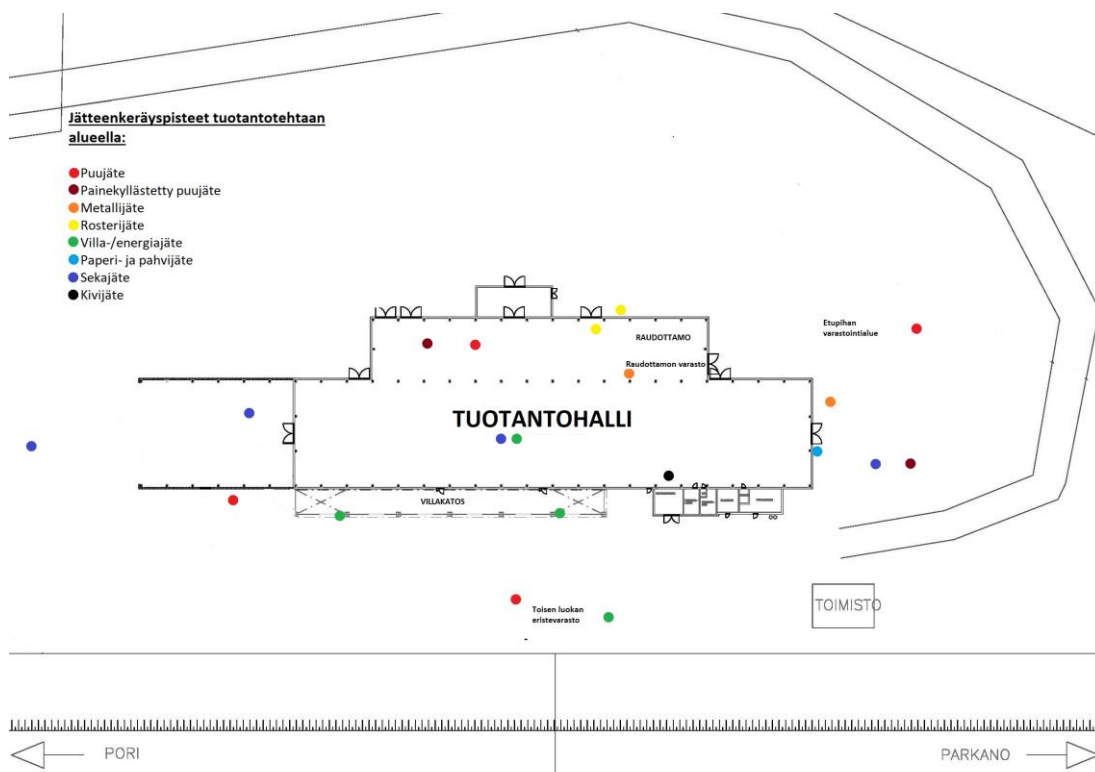 Jätteenkeräyspisteet tuotantotehtaan
alueella:
Puujäte
Painekyllästetty puujäte
Metallijäte
Rosterijäte
Villa-/energiajäte
Paperi- ja pahvijäte
Sekajäte
Kivijäte
Etupihan
varastointialue
RAUDOTTAMO
Raudottamon varasto
TUOTANTOHALLI
VILLAKATOS
Toisen luokan
eristevarasto
TOIMISTO
PORI
PARKANO